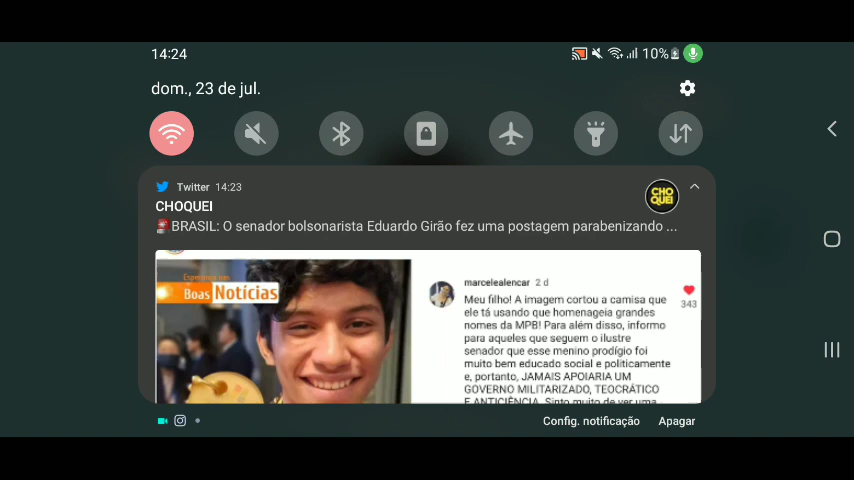 14:24
10%
dom., 23 de jul.
Twitter 14:23
CHO
QUEI
CHOQUEI
BRASIL: O senador bolsonarista Eduardo Girão fez uma postagem parabenizando ...
Esperança nas
Boas Notícias
marcelealencar 2 d
Meu filho! A imagem cortou a camisa que
ele tá usando que homenageia grandes
nomes da MPB! Para além disso, informo
para aqueles que seguem o ilustre
senador que esse menino prodígio foi
muito bem educado social e politicamente
e, portanto, JAMAIS APOIARIA UM
GOVERNO MILITARIZADO, TEOCRÁTICO
E ANTICIÊNCIA. Sinto muito de ver uma
343
Config. notificação
Apagar